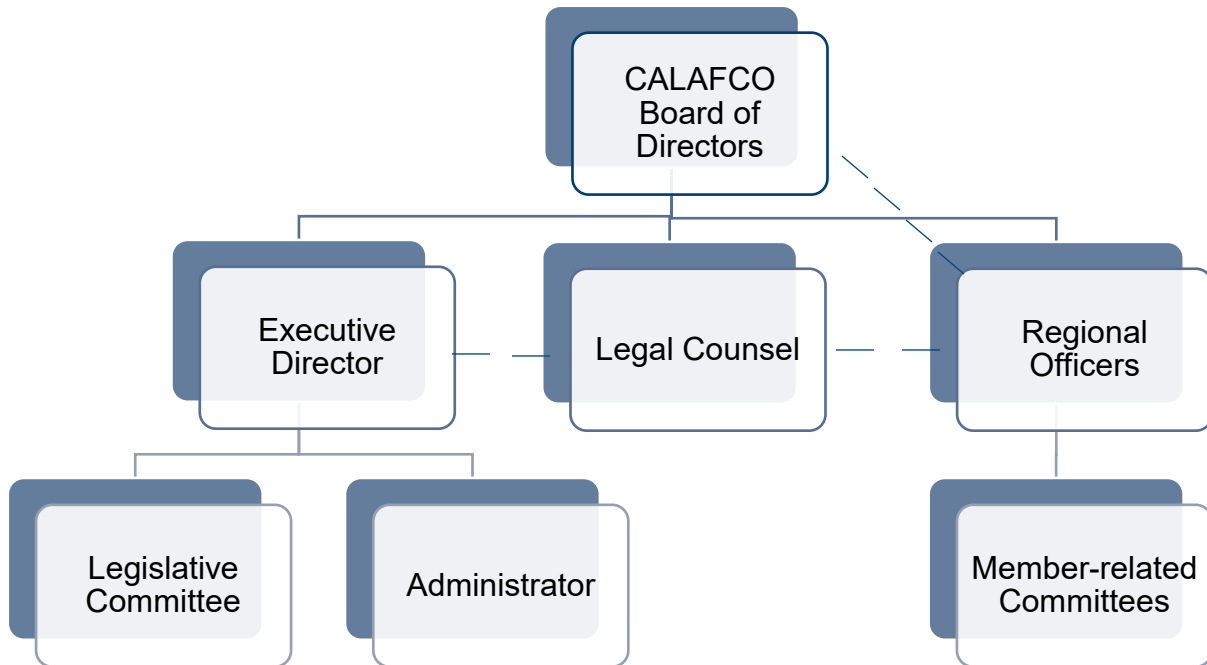 CALAFCO
Board of
Directors
Executive
Director
Legal Counsel
Regional
Officers
Legislative
Committee
Administrator
Member-related
Committees